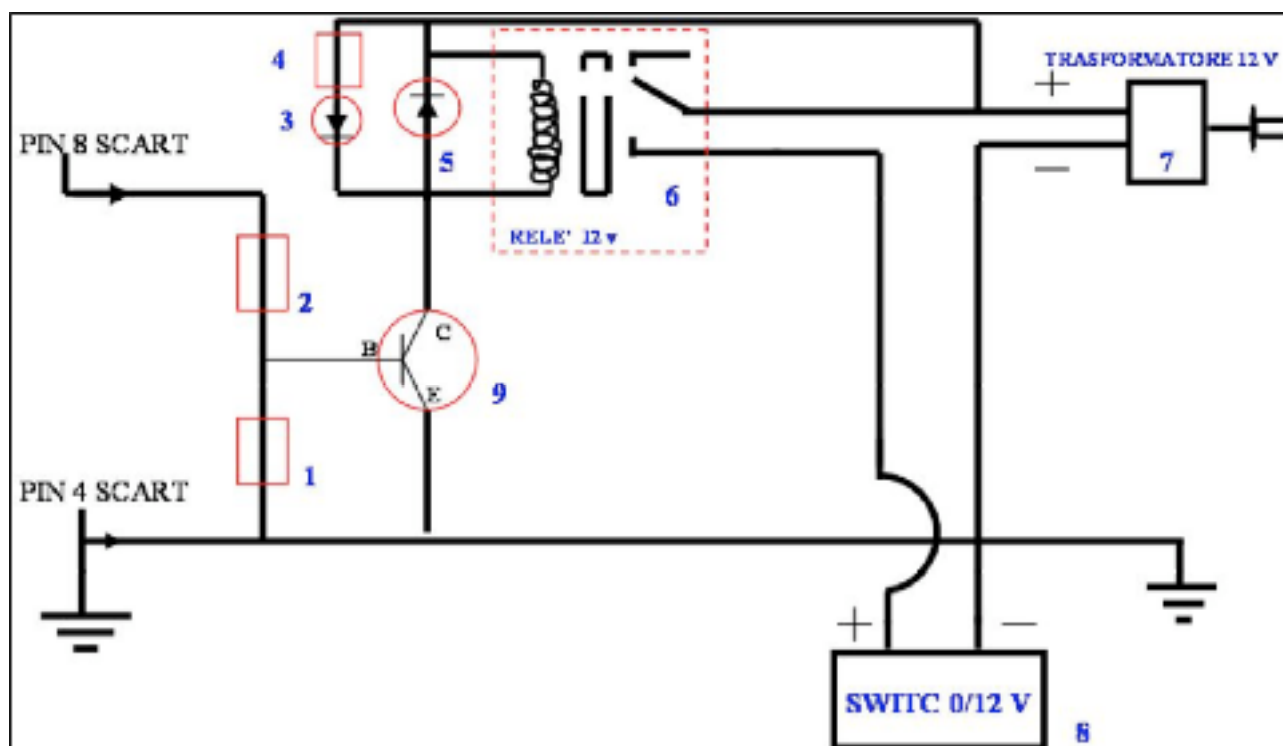 4
TRASFORMATORE 12 V
+
3
PIN 8 SCART
5
7
—
6
RELE' 12 v
2
C
B
E
9
1
PIN 4 SCART
+
—
SWITC 0/12 V
8